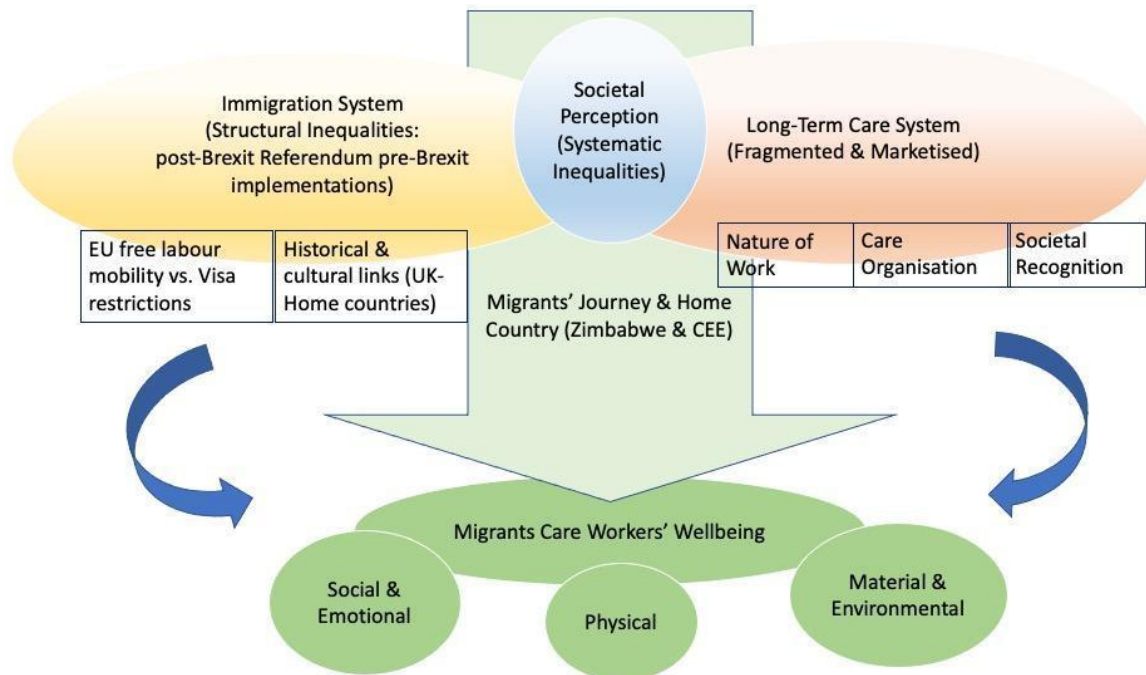 Immigration System
(Structural Inequalities:
post-Brexit Referendum pre-Brexit
implementations)
Societal
Perception
(Systematic
Inequalities)
Long-Term Care System
(Fragmented & Marketised)
EU free labour
mobility vs. Visa
restrictions
Historical &
cultural links (UK-
Home countries)
Nature of
Work
Care
Organisation
Societal
Recognition
Migrants’ Journey & Home
Country (Zimbabwe & CEE)
Migrants Care Workers’ Wellbeing
Social &
Emotional
Physical
Material &
Environmental